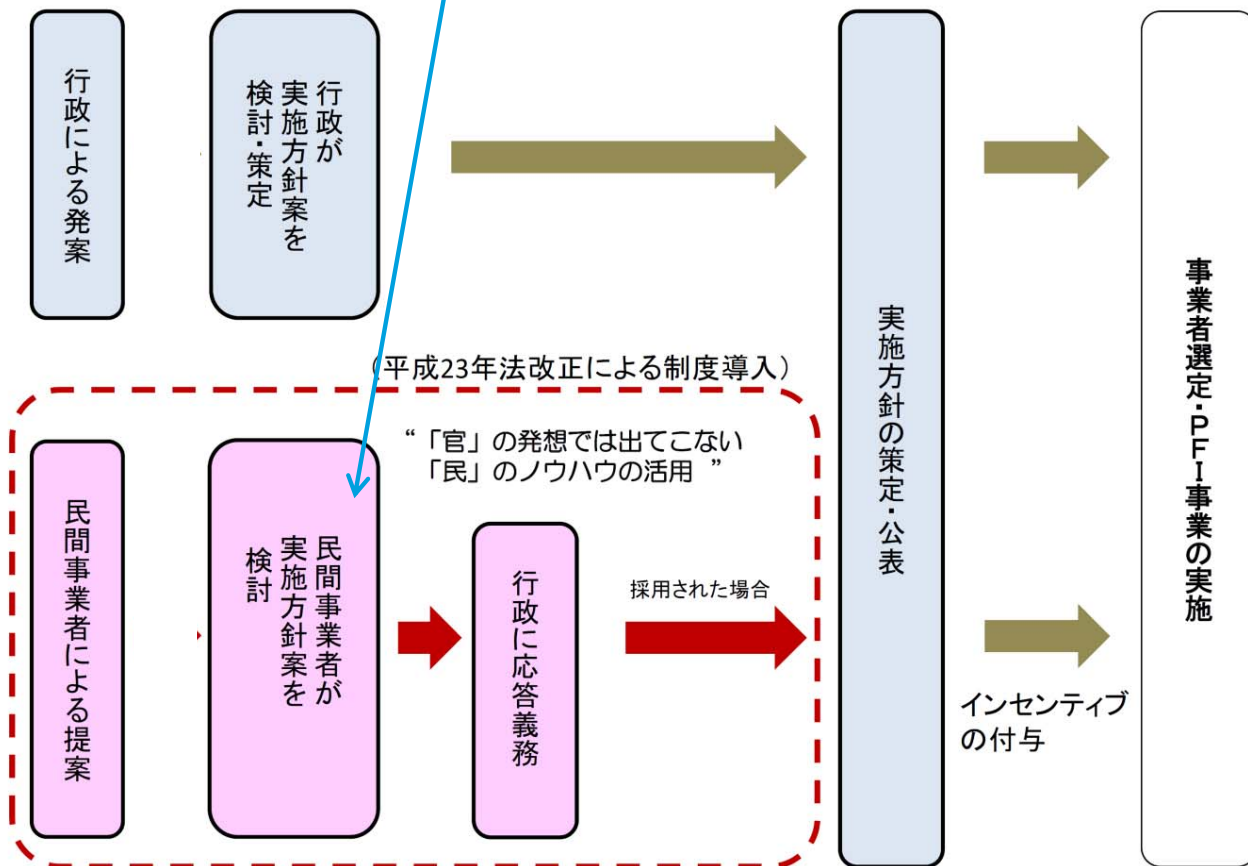 行政による発案
行政が
実施方針案を
検討・策定
(平成23年法改正による制度導入)
“「官」の発想では出てこない
「民」のノウハウの活用 ”
民間事業者による提案
民間事業者が
実施方針案を
検討
行政に応答義務
採用された場合
実施方針の策定・公表
インセンティブ
の付与
事業者選定・PFI事業の実施